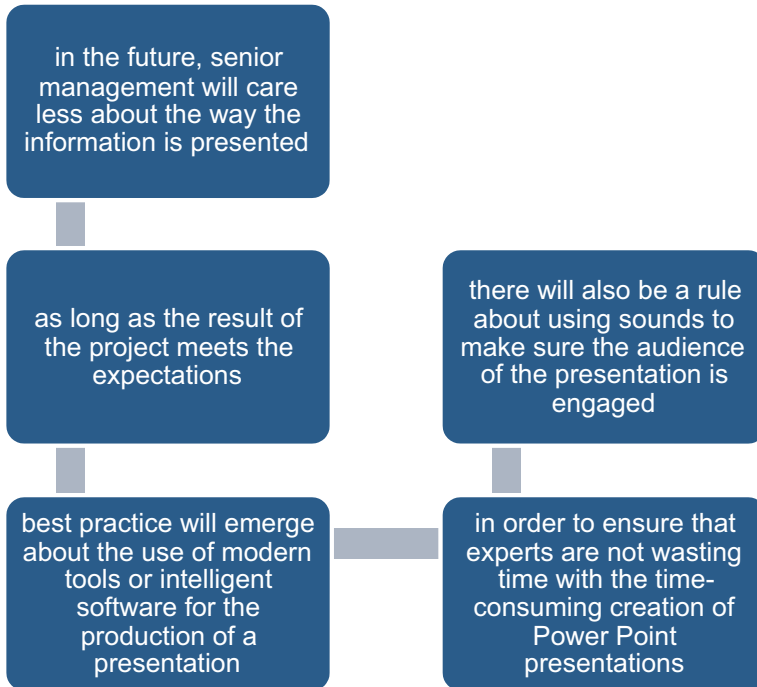 in the future, senior
management will care
less about the way the
information is presented
as long as the result of
the project meets the
expectations
best practice will emerge
about the use of modern
tools or intelligent
software for the
production of a
presentation
in order to ensure that
experts are not wasting
time with the time-
consuming creation of
Power Point
presentations
there will also be a rule
about using sounds to
make sure the audience
of the presentation is
engaged